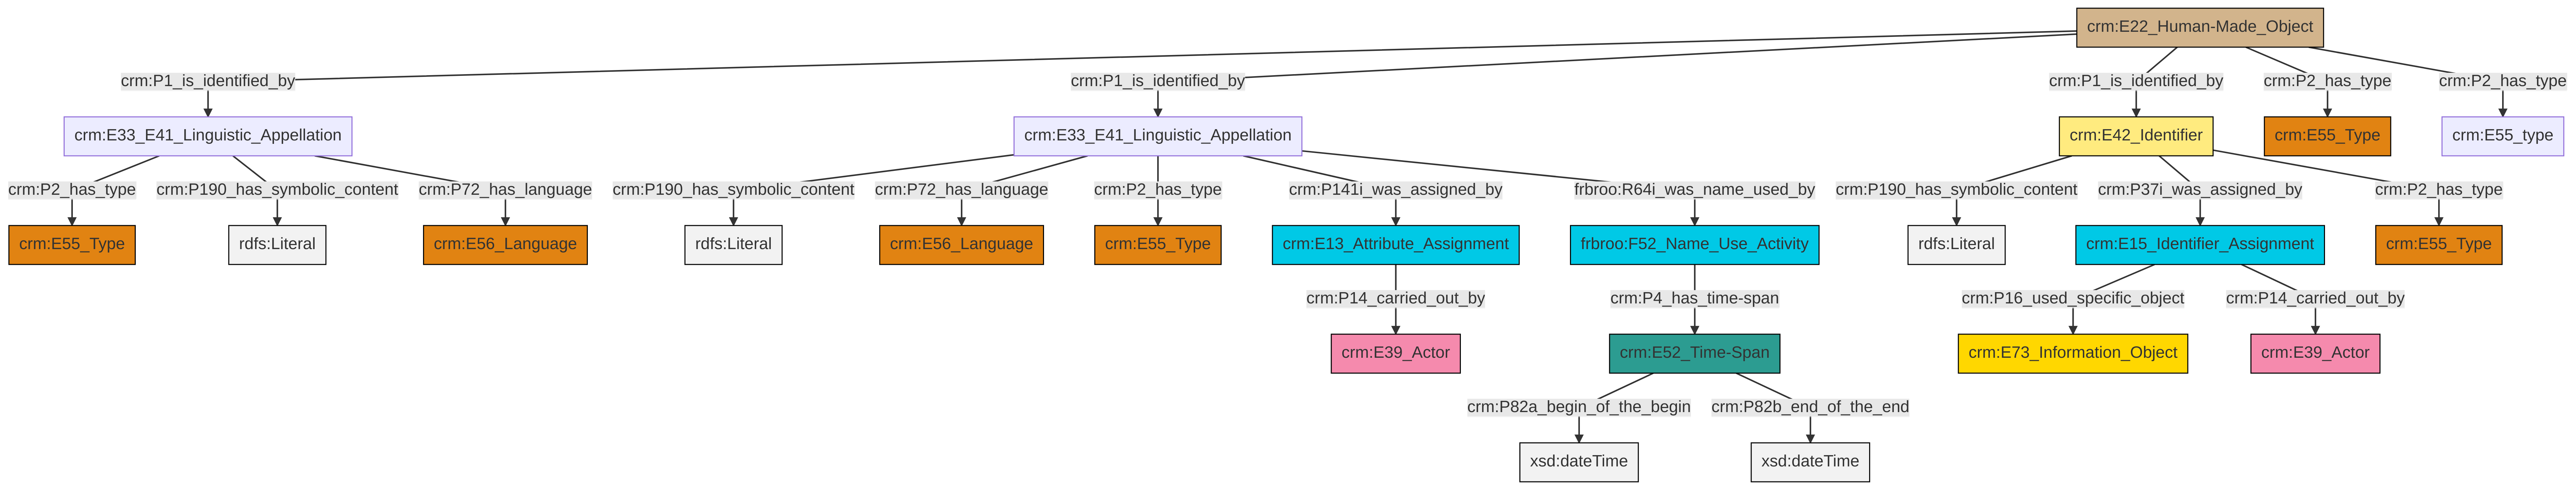 crm:E22_Human-Made_Object
crm:P1_is_identified_by
crm:P1_is_identified_by
crm:P1_is_identified_by
crm:P2_has_type
crm:P2_has_type
crm:E33_E41_Linguistic_Appellation
crm:E33_E41_Linguistic_Appellation
crm:E42_Identifier
crm:E55_Type
crm:E55_type
crm:P2_has_type
crm:P190_has_symbolic_content
crm:P72_has_language
crm:P190_has_symbolic_content
crm:P72_has_language
crm:P2_has_type
crm:P141i_was_assigned_by
frbroo:R64i_was_name_used_by
crm:P190_has_symbolic_content
crm:P37i_was_assigned_by
crm:P2_has_type
crm:E55_Type
rdfs:Literal
crm:E56_Language
rdfs:Literal
crm:E56_Language
crm:E55_Type
crm:E13_Attribute_Assignment
frbroo:F52_Name_Use_Activity
rdfs:Literal
crm:E15_Identifier_Assignment
crm:E55_Type
crm:P14_carried_out_by
crm:P4_has_time-span
crm:P16_used_specific_object
crm:P14_carried_out_by
crm:E39_Actor
crm:E52_Time-Span
crm:E73_Information_Object
crm:E39_Actor
crm:P82a_begin_of_the_begin
crm:P82b_end_of_the_end
xsd:dateTime
xsd:dateTime